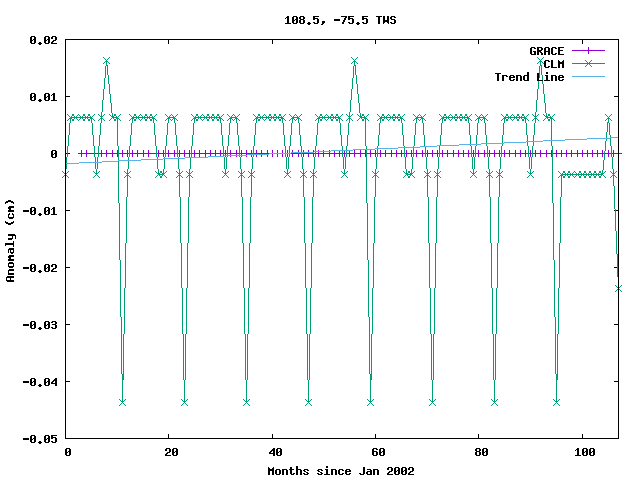 108.5, -75.5 TWS
0.02
0.01
0
-0.01
-0.02
-0.03
-0.04
-0.05
Anomaly (cm)
GRACE
CLM
Trend Line
0 20 40 60 80 100
Months since Jan 2002